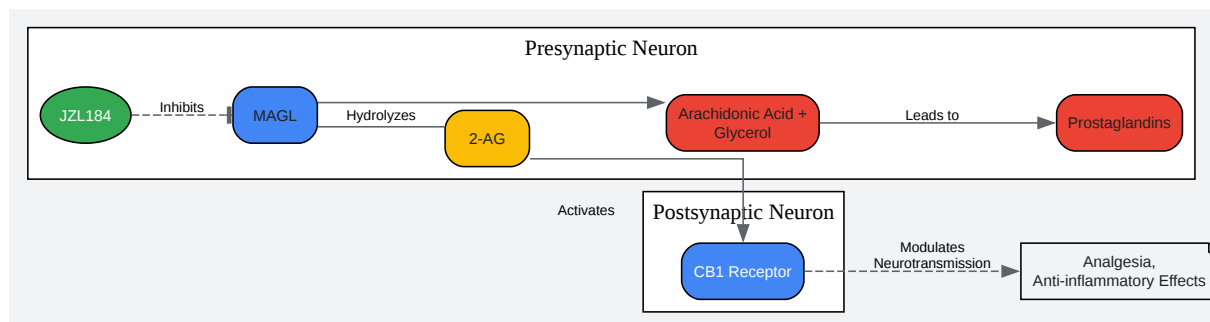 Presynaptic Neuron
JZL184
Inhibits
MAGL
Hydrolyzes
2-AG
Arachidonic Acid +
Glycerol
Leads to
Prostaglandins
Activates
Postsynaptic Neuron
CB1 Receptor
Modulates
Neurotransmission
Analgesia,
Anti-inflammatory Effects